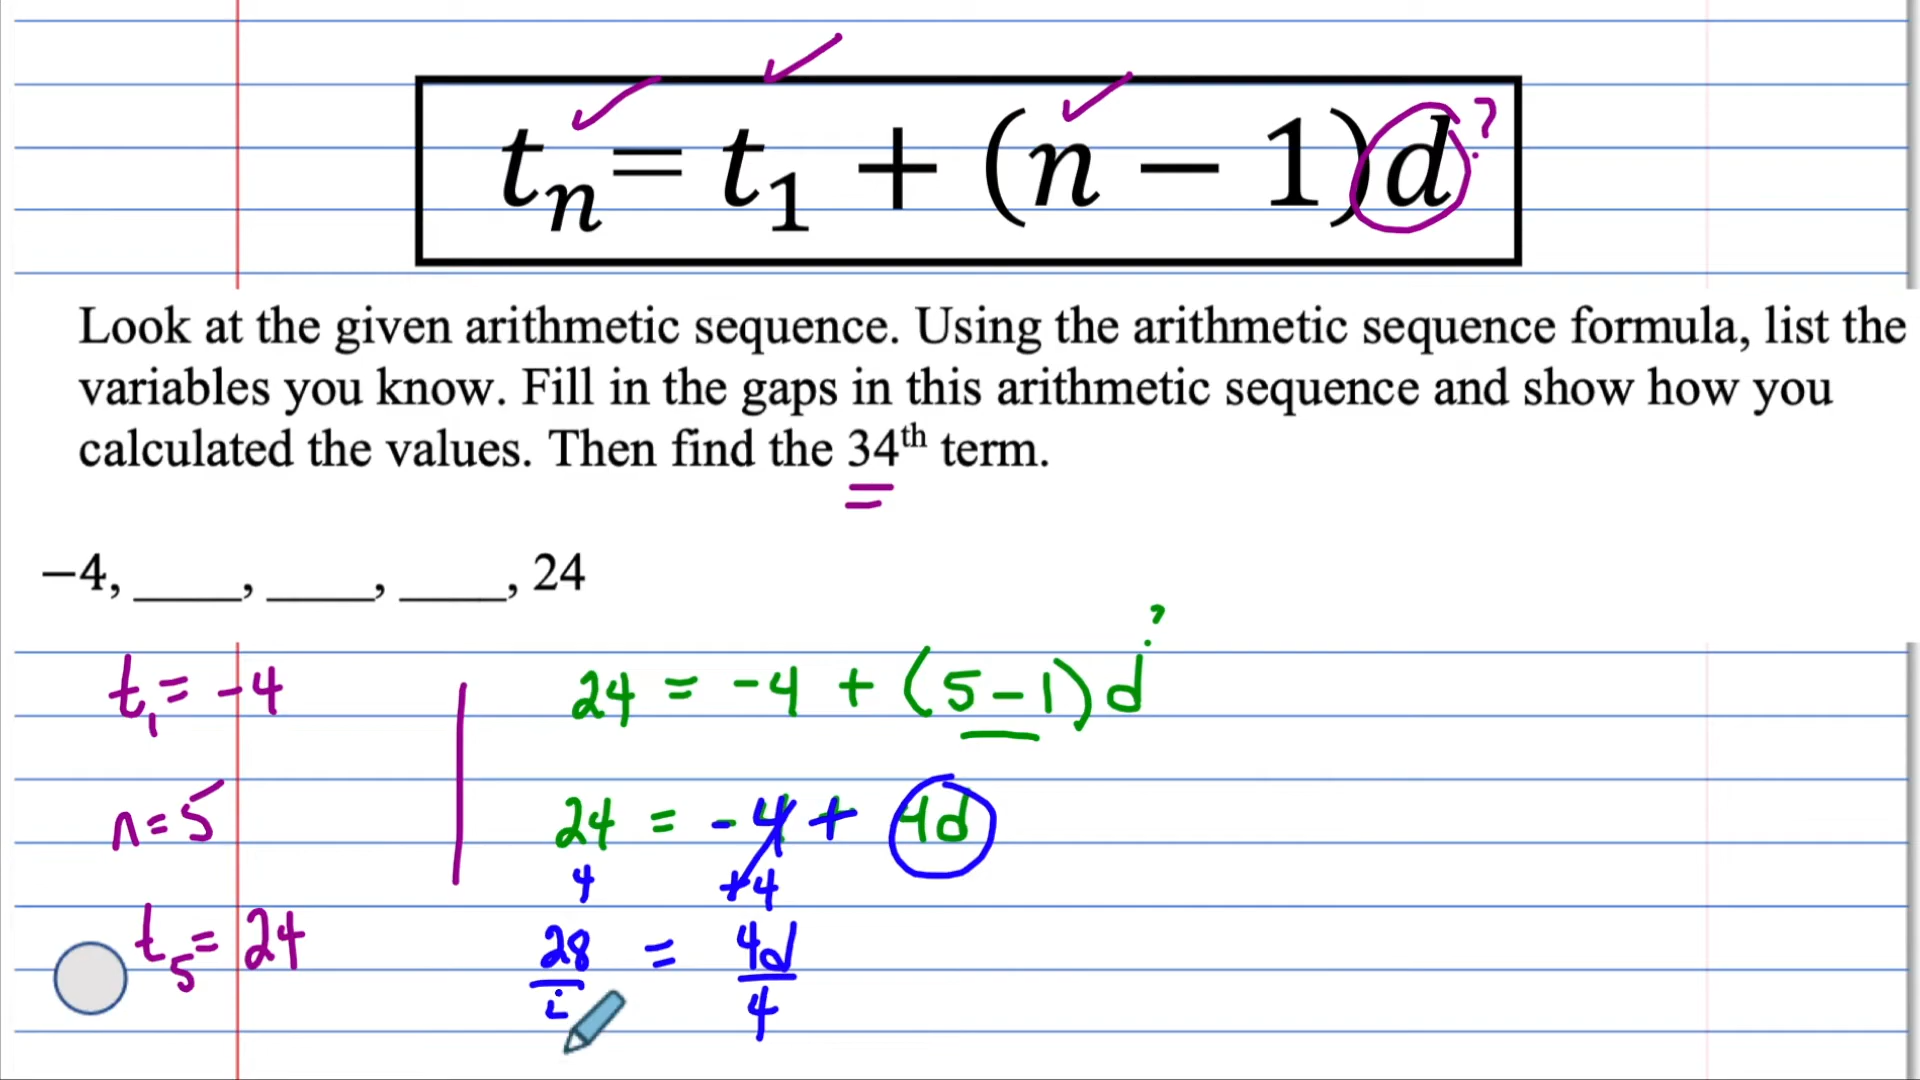 tₙ = t₁ + (n − 1)d ?
Look at the given arithmetic sequence. Using the arithmetic sequence formula, list the
variables you know. Fill in the gaps in this arithmetic sequence and show how you
calculated the values. Then find the 34th term.
−4, ____, ____, ____, 24
t₁ = -4
n = 5
t₅ = 24
?
24 = -4 + (5-1)d
24 = -4 + 4d
4 +4
28 = 4d
4